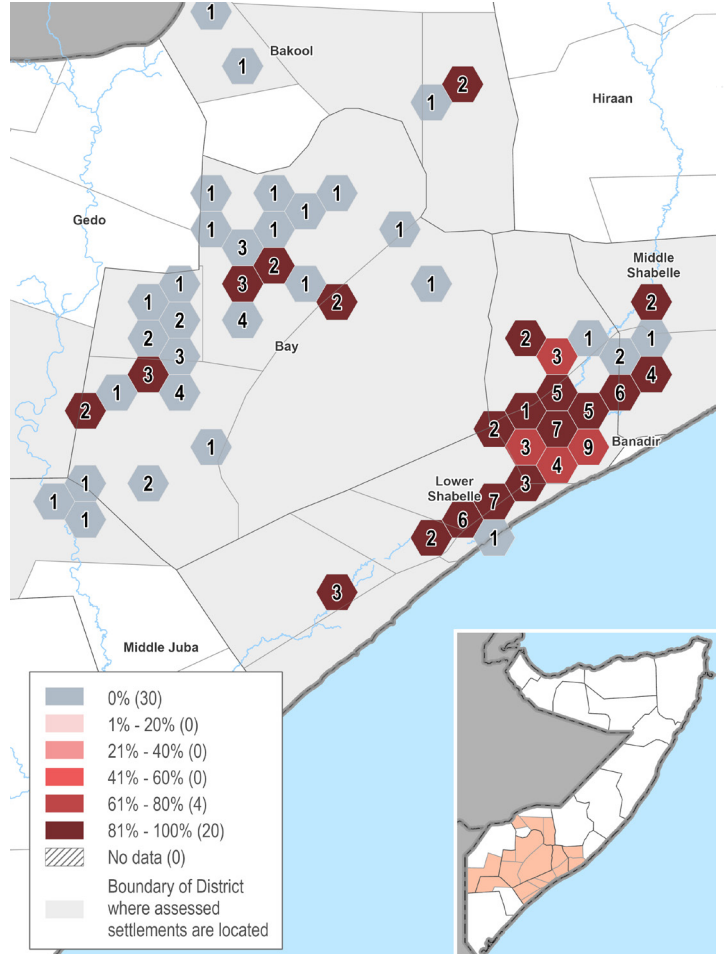 1
Bakool
1
2
1
Hiraan
1
1
1
1
Gedo
1
1
1
3
2
Middle
Shabelle
1
3
1
1
1
2
2
2
4
2
2
1
1
Bay
3
3
2
3
5
6
4
1
4
2
1
5
2
7
1
3
9
Banadir
4
1
2
Lower
Shabelle
3
1
7
1
6
2
1
3
Middle Juba
0% (30)
1% - 20% (0)
21% - 40% (0)
41% - 60% (0)
61% - 80% (4)
81% - 100% (20)
No data (0)
Boundary of District
where assessed
settlements are located